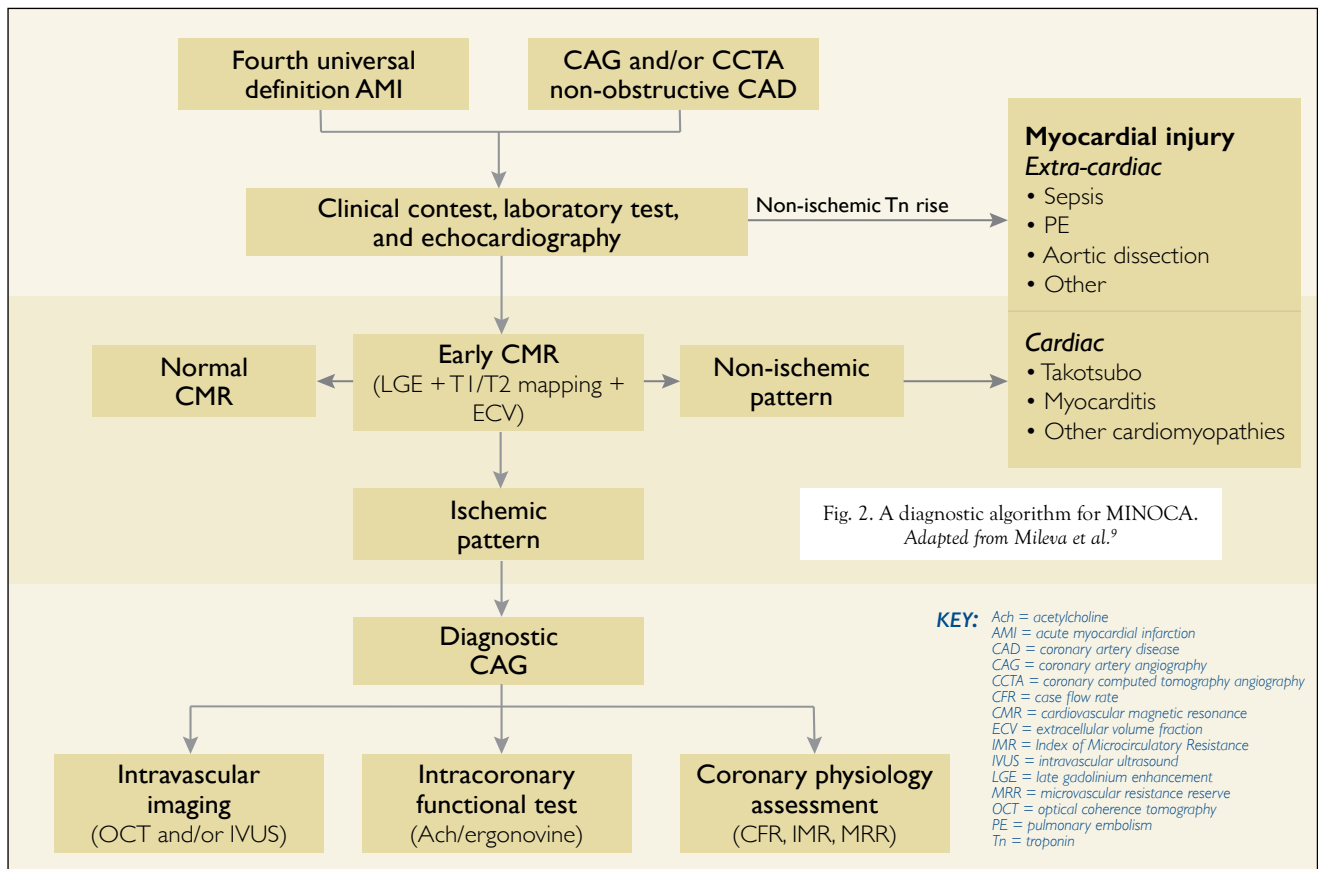 Fourth universal
definition AMI
CAG and/or CCTA
non-obstructive CAD
Clinical contest, laboratory test,
and echocardiography
Non-ischemic Tn rise
Myocardial injury
Extra-cardiac
• Sepsis
• PE
• Aortic dissection
• Other
Cardiac
• Takotsubo
• Myocarditis
• Other cardiomyopathies
Normal
CMR
Early CMR
(LGE + T1/T2 mapping +
ECV)
Non-ischemic
pattern
Ischemic
pattern
Fig. 2. A diagnostic algorithm for MINOCA.
Adapted from Mileva et al.⁹
Diagnostic
CAG
Intravascular
imaging
(OCT and/or IVUS)
Intracoronary
functional test
(Ach/ergonovine)
Coronary physiology
assessment
(CFR, IMR, MRR)
KEY: Ach = acetylcholine
AMI = acute myocardial infarction
CAD = coronary artery disease
CAG = coronary artery angiography
CCTA = coronary computed tomography angiography
CFR = case flow rate
CMR = cardiovascular magnetic resonance
ECV = extracellular volume fraction
IMR = Index of Microcirculatory Resistance
IVUS = intravascular ultrasound
LGE = late gadolinium enhancement
MRR = microvascular resistance reserve
OCT = optical coherence tomography
PE = pulmonary embolism
Tn = troponin